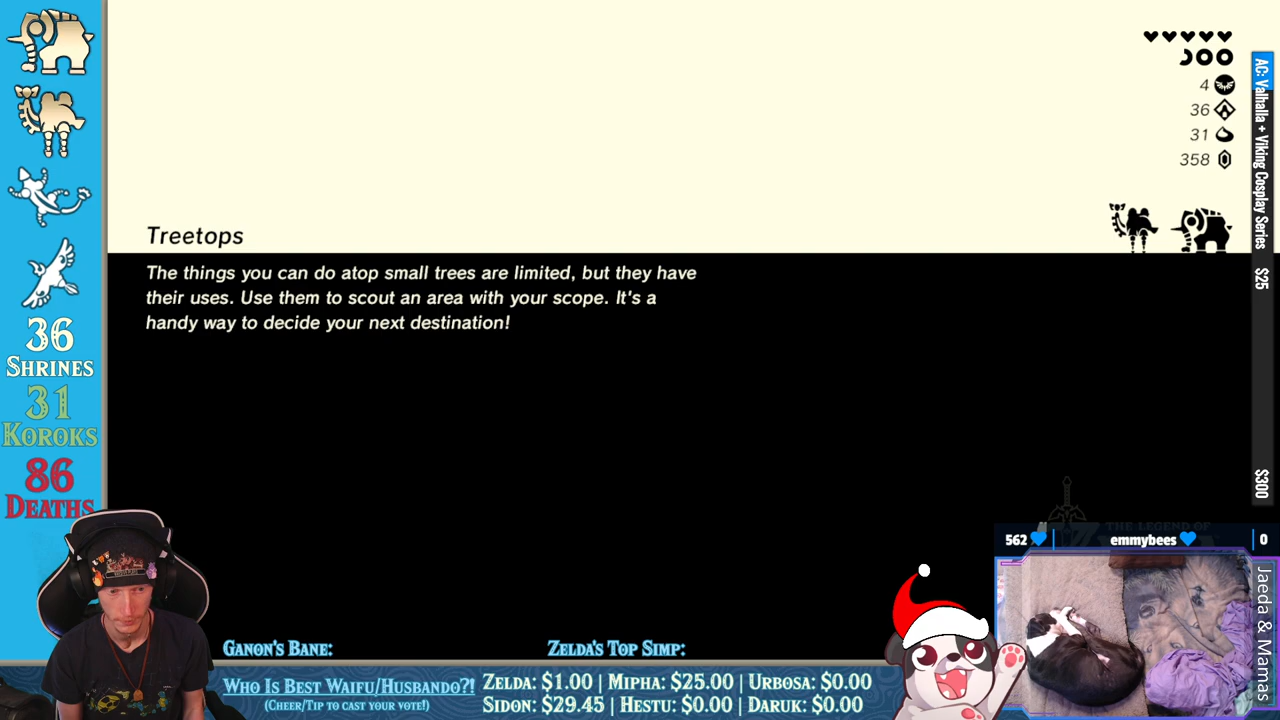 4
36
31
358
Treetops
The things you can do atop small trees are limited, but they have
their uses. Use them to scout an area with your scope. It's a
handy way to decide your next destination!
36
Shrines
31
Koroks
86
Deaths
AC: Valhalla + Viking Cosplay Series $25 $300
THE LEGEND OF
562 emmybees 0
Jaeda & Mamas
Ganon's Bane: Zelda's Top Simp:
Who Is Best Waifu/Husbando?! Zelda: $1.00 | Mipha: $25.00 | Urbosa: $0.00
(Cheer/Tip to cast your vote!) Sidon: $29.45 | Hestu: $0.00 | Daruk: $0.00